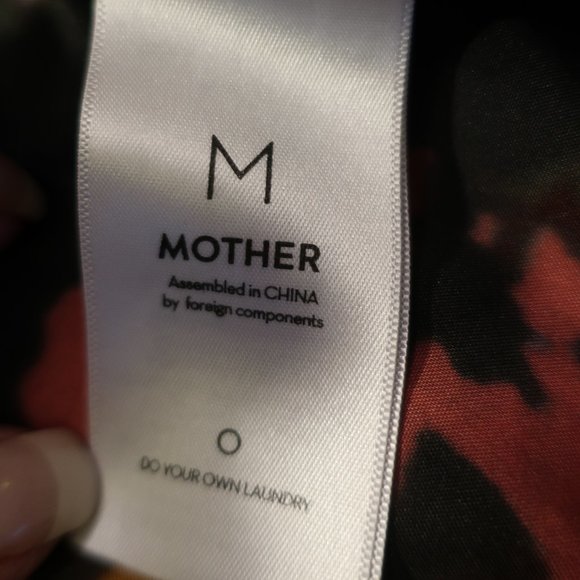 M
MOTHER
Assembled in CHINA
by foreign components
O
DO YOUR OWN LAUNDRY